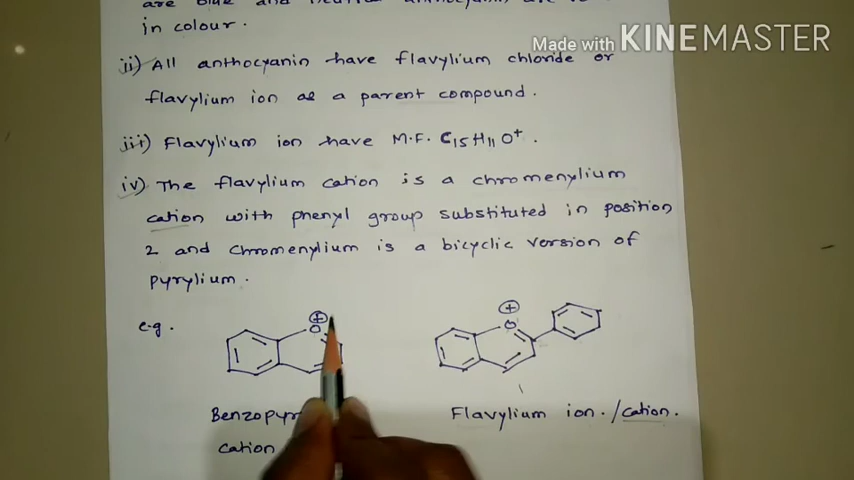 in colour.
Made with KINEMASTER
ii) All anthocyanin have flavylium chloride or
flavylium ion as a parent compound.
iii) Flavylium ion have M.F. C15H11O+.
iv) The flavylium cation is a chromenylium
cation with phenyl group substituted in position
2 and chromenylium is a bicyclic version of
pyrylium.
e.g.
+ O
+ O
Flavylium ion./cation.
cation